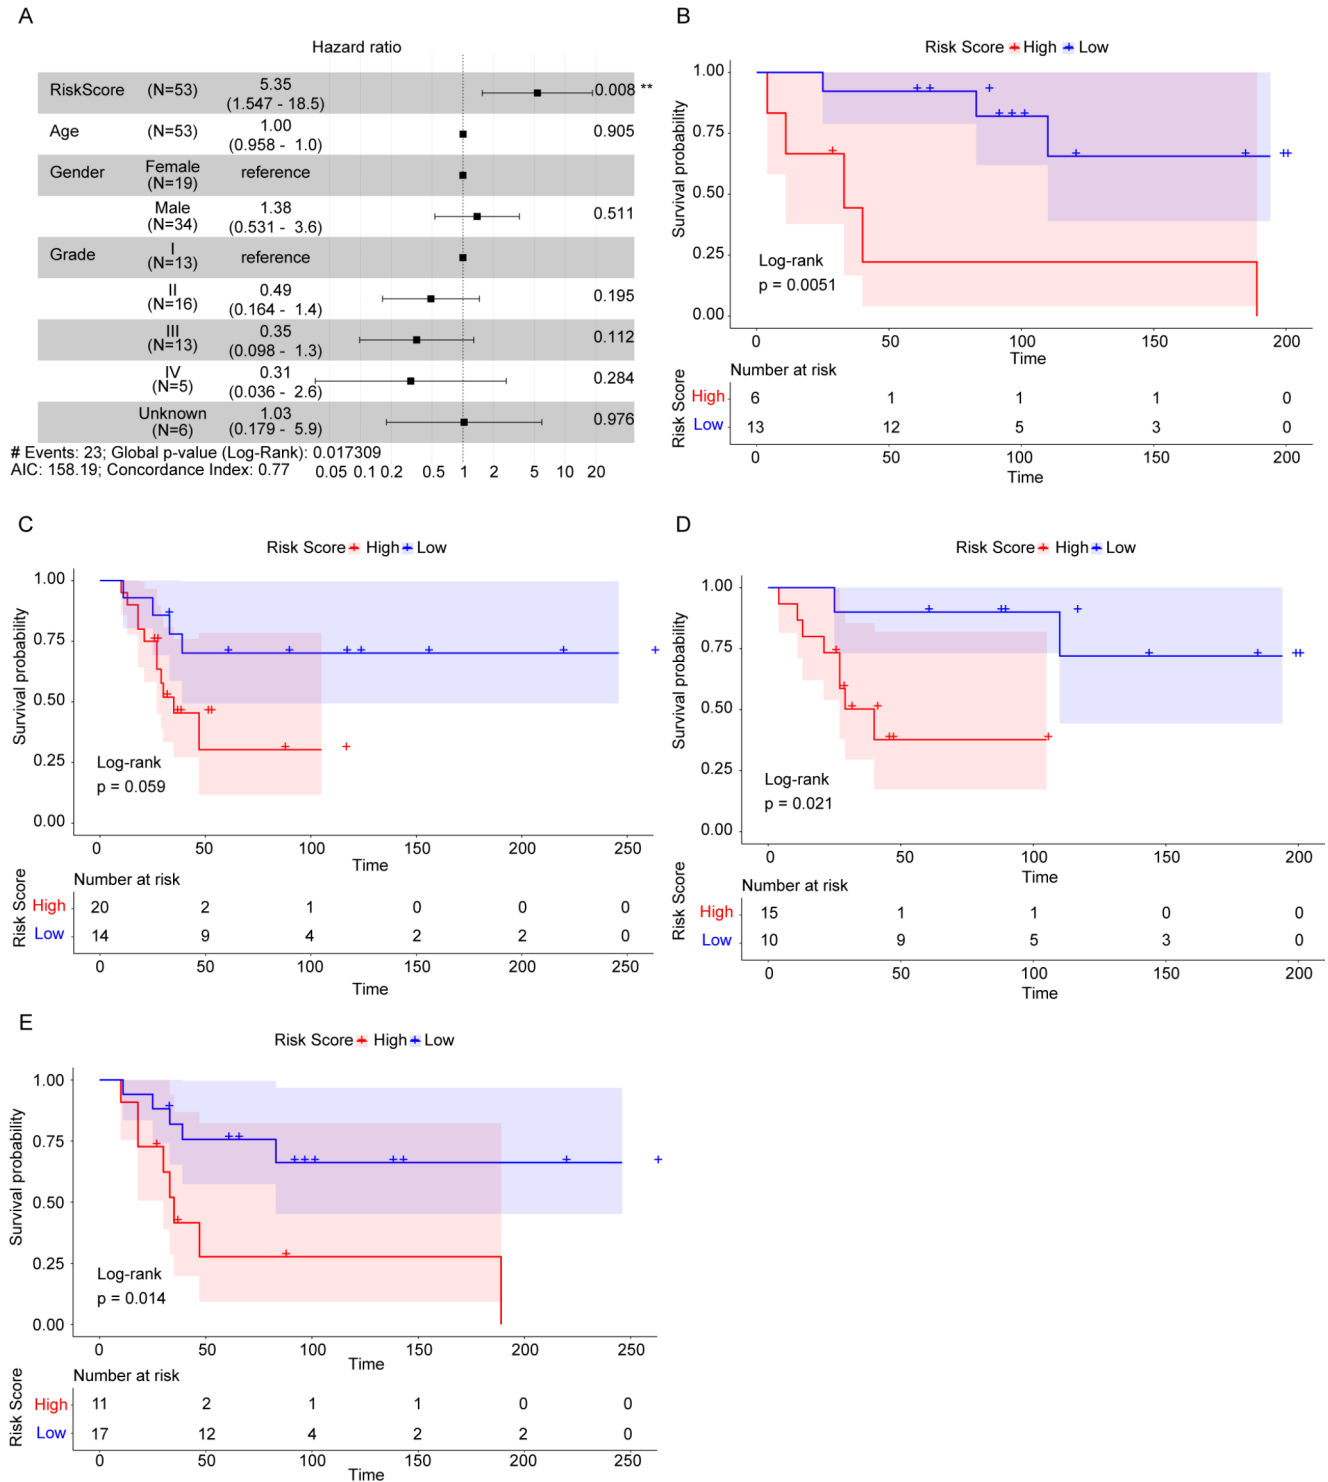 A
Hazard ratio
RiskScore (N=53) 5.35 (1.547 - 18.5) 0.008 **
Age (N=53) 1.00 (0.958 - 1.0) 0.905
Gender Female (N=19) reference
Male (N=34) 1.38 (0.531 - 3.6) 0.511
Grade I (N=13) reference
II (N=16) 0.49 (0.164 - 1.4) 0.195
III (N=13) 0.35 (0.098 - 1.3) 0.112
IV (N=5) 0.31 (0.036 - 2.6) 0.284
Unknown (N=6) 1.03 (0.179 - 5.9) 0.976
# Events: 23; Global p-value (Log-Rank): 0.017309
AIC: 158.19; Concordance Index: 0.77
0.05 0.1 0.2 0.5 1 2 5 10 20
B
Risk Score High Low
Survival probability
1.00
0.75
0.50
0.25
0.00
Log-rank
p = 0.0051
0 50 100 150 200
Time
Number at risk
Risk Score
High 6 1 1 1 0
Low 13 12 5 3 0
0 50 100 150 200
Time
C
Risk Score High Low
Survival probability
1.00
0.75
0.50
0.25
0.00
Log-rank
p = 0.059
0 50 100 150 200 250
Time
Number at risk
Risk Score
High 20 2 1 0 0 0
Low 14 9 4 2 2 0
0 50 100 150 200 250
Time
D
Risk Score High Low
Survival probability
1.00
0.75
0.50
0.25
0.00
Log-rank
p = 0.021
0 50 100 150 200
Time
Number at risk
Risk Score
High 15 1 1 0 0
Low 10 9 5 3 0
0 50 100 150 200
Time
E
Risk Score High Low
Survival probability
1.00
0.75
0.50
0.25
0.00
Log-rank
p = 0.014
0 50 100 150 200 250
Time
Number at risk
Risk Score
High 11 2 1 1 0 0
Low 17 12 4 2 2 0
0 50 100 150 200 250
Time